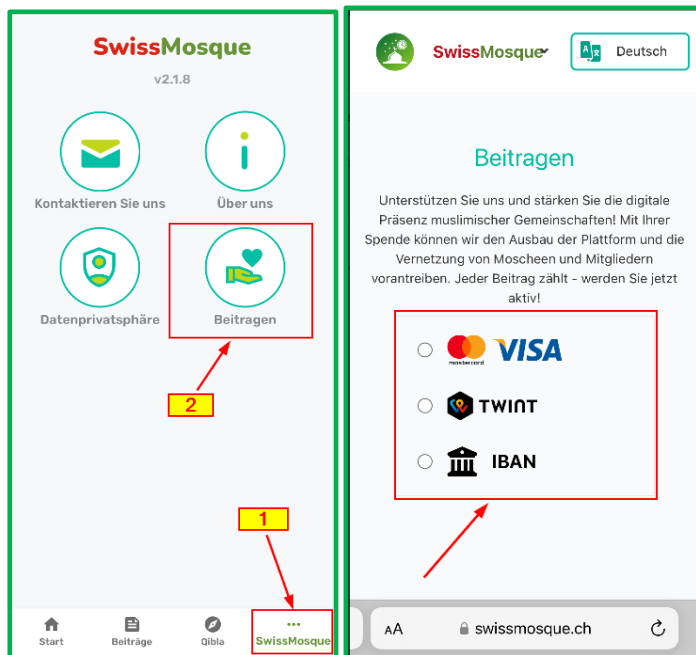 SwissMosque
v2.1.8
Kontaktieren Sie uns
Über uns
Datenprivatsphäre
Beitragen
2
1
Start
Beiträge
Qibla
SwissMosque
SwissMosque
Deutsch
Beitragen
Unterstützen Sie uns und stärken Sie die digitale
Präsenz muslimischer Gemeinschaften! Mit Ihrer
Spende können wir den Ausbau der Plattform und die
Vernetzung von Moscheen und Mitgliedern
vorantreiben. Jeder Beitrag zählt - werden Sie jetzt
aktiv!
mastercard
VISA
TWINT
IBAN
AA
swissmosque.ch